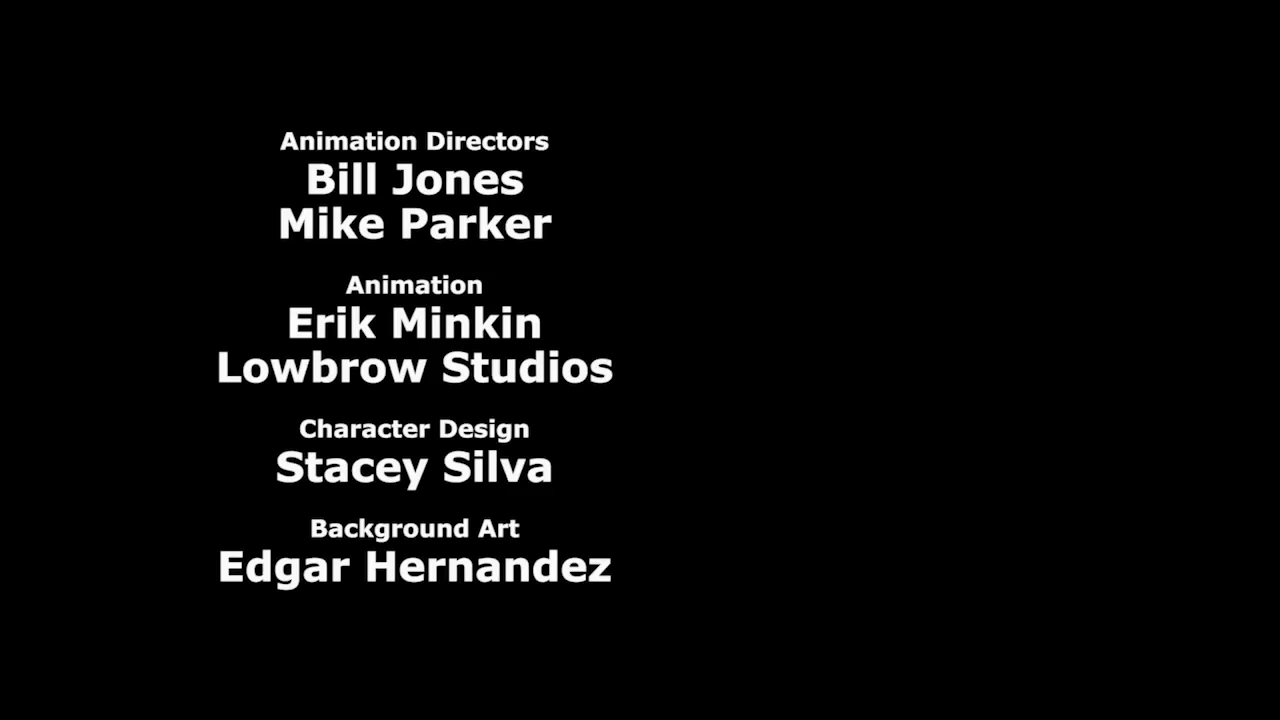 Animation Directors
Bill Jones
Mike Parker
Animation
Erik Minkin
Lowbrow Studios
Character Design
Stacey Silva
Background Art
Edgar Hernandez